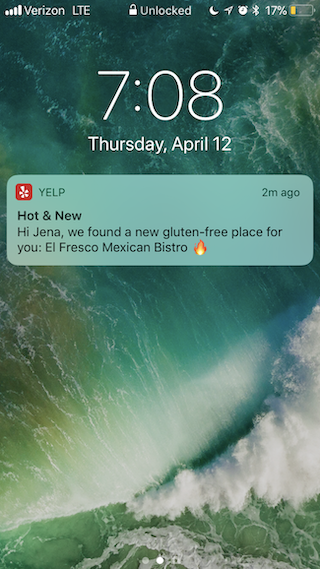 Verizon LTE Unlocked 17%
7:08
Thursday, April 12
YELP 2m ago
Hot & New
Hi Jena, we found a new gluten-free place for
you: El Fresco Mexican Bistro 🔥